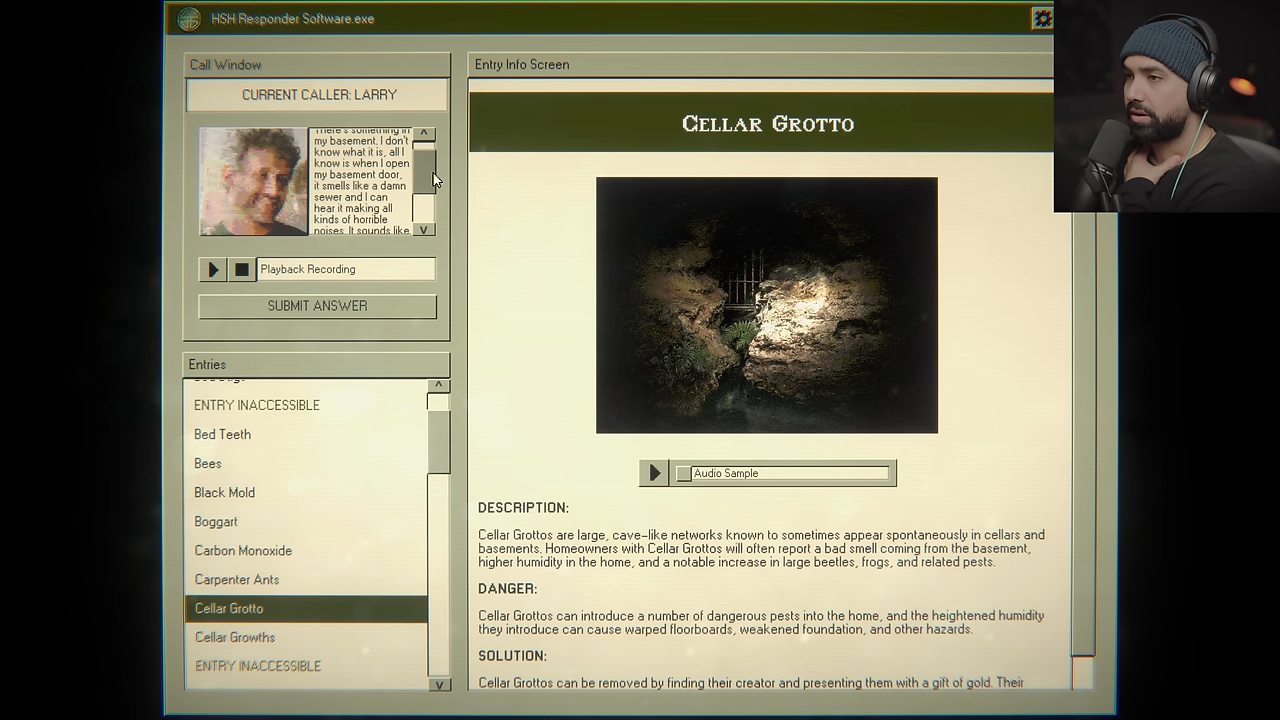 HSH Responder Software.exe
Call Window
CURRENT CALLER: LARRY
There's something in
my basement. I don't
know what it is, all I
know is when I open
my basement door,
it smells like a damn
sewer and I can
hear it making all
kinds of horrible
noises. It sounds like
Playback Recording
SUBMIT ANSWER
Entries
ENTRY INACCESSIBLE
Bed Teeth
Bees
Black Mold
Boggart
Carbon Monoxide
Carpenter Ants
Cellar Grotto
Cellar Growths
ENTRY INACCESSIBLE
Entry Info Screen
CELLAR GROTTO
Audio Sample
DESCRIPTION:
Cellar Grottos are large, cave-like networks known to sometimes appear spontaneously in cellars and
basements. Homeowners with Cellar Grottos will often report a bad smell coming from the basement,
higher humidity in the home, and a notable increase in large beetles, frogs, and related pests.
DANGER:
Cellar Grottos can introduce a number of dangerous pests into the home, and the heightened humidity
they introduce can cause warped floorboards, weakened foundation, and other hazards.
SOLUTION:
Cellar Grottos can be removed by finding their creator and presenting them with a gift of gold. Their